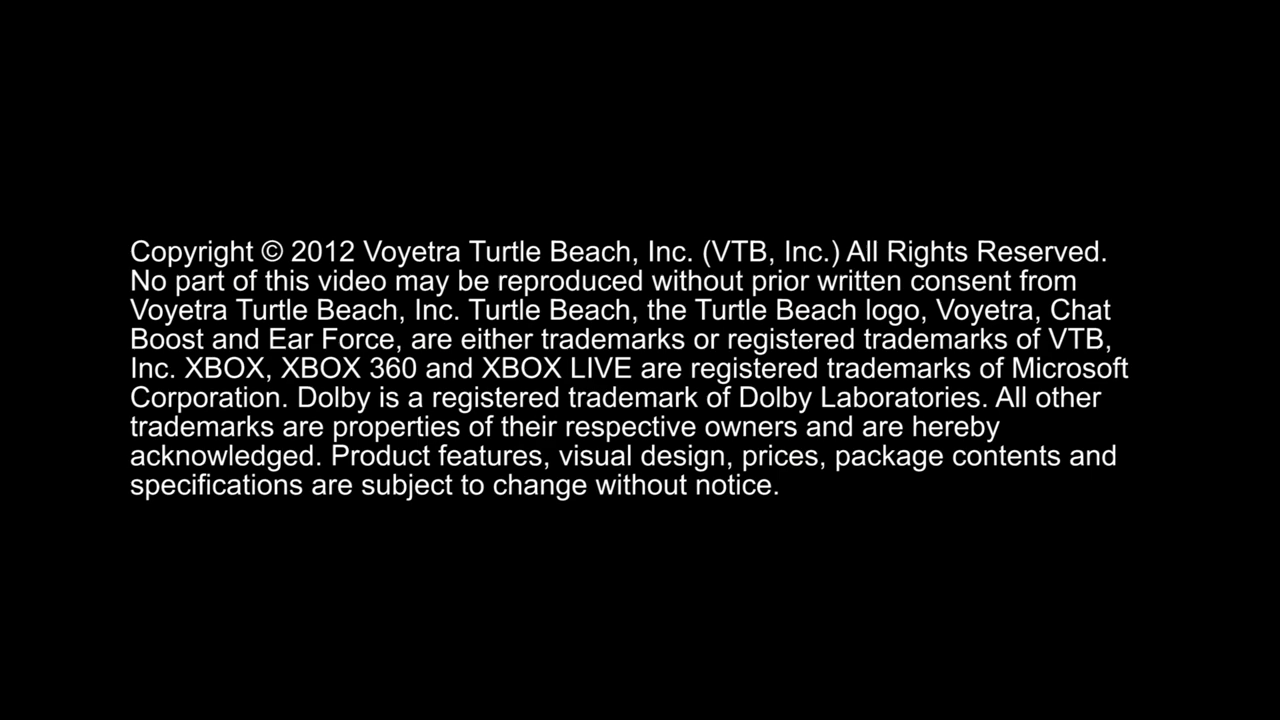 Copyright © 2012 Voyetra Turtle Beach, Inc. (VTB, Inc.) All Rights Reserved.
No part of this video may be reproduced without prior written consent from
Voyetra Turtle Beach, Inc. Turtle Beach, the Turtle Beach logo, Voyetra, Chat
Boost and Ear Force, are either trademarks or registered trademarks of VTB,
Inc. XBOX, XBOX 360 and XBOX LIVE are registered trademarks of Microsoft
Corporation. Dolby is a registered trademark of Dolby Laboratories. All other
trademarks are properties of their respective owners and are hereby
acknowledged. Product features, visual design, prices, package contents and
specifications are subject to change without notice.